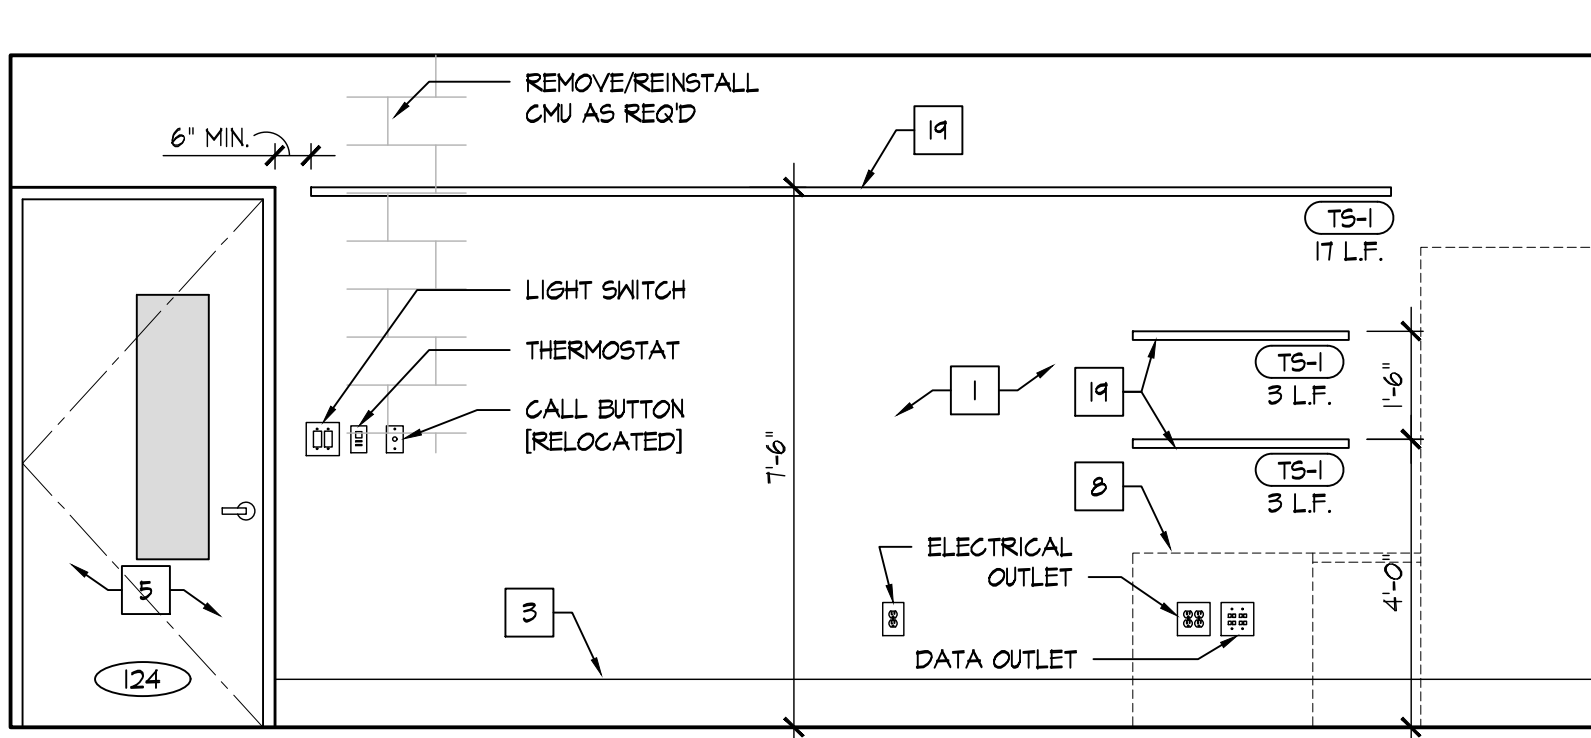 REMOVE/REINSTALL
CMU AS REQ'D
6" MIN.
19
TS-1
17 L.F.
LIGHT SWITCH
THERMOSTAT
CALL BUTTON
[RELOCATED]
7'-6"
1
19
TS-1
3 L.F.
1'-6"
TS-1
3 L.F.
8
ELECTRICAL
OUTLET
4'-0"
5
3
DATA OUTLET
124